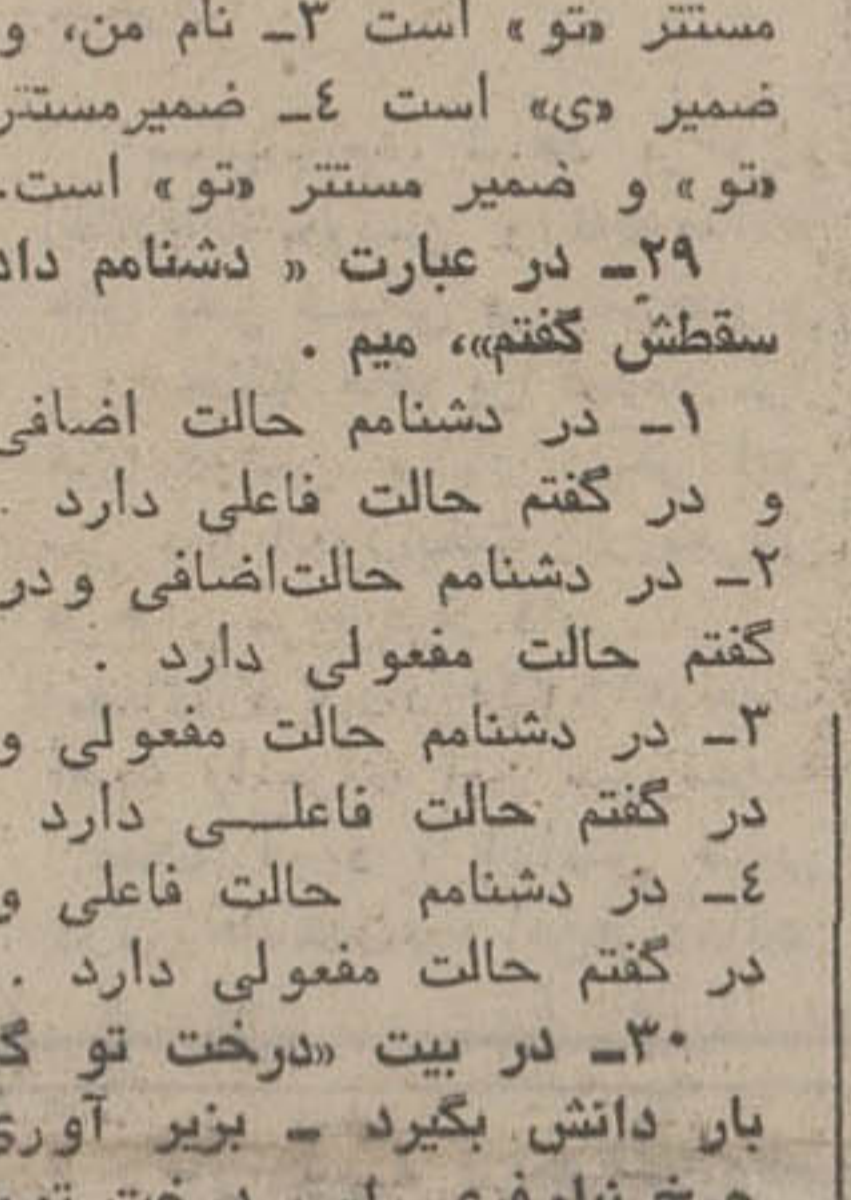 مستتر «تو» است ۳ـ نام من، و
ضمیر «ی» است ٤ـ ضمیرمستتر
«تو» و ضمیر مستتر «تو» است.
۲۹ـ در عبارت « دشنامم داد
سقطش گفتم»، میم .
۱ـ در دشنامم حالت اضافی
و در گفتم حالت فاعلی دارد .
۲ـ در دشنامم حالت‌اضافی و در
گفتم حالت مفعولی دارد .
۳ـ در دشنامم حالت مفعولی و
در گفتم حالت فاعلـــی دارد
٤ـ در دشنامم حالت فاعلی و
در گفتم حالت مفعولی دارد .
۳۰ـ در بیت «درخت تو گ
بار دانش بگیرد ـ بزیر آوری